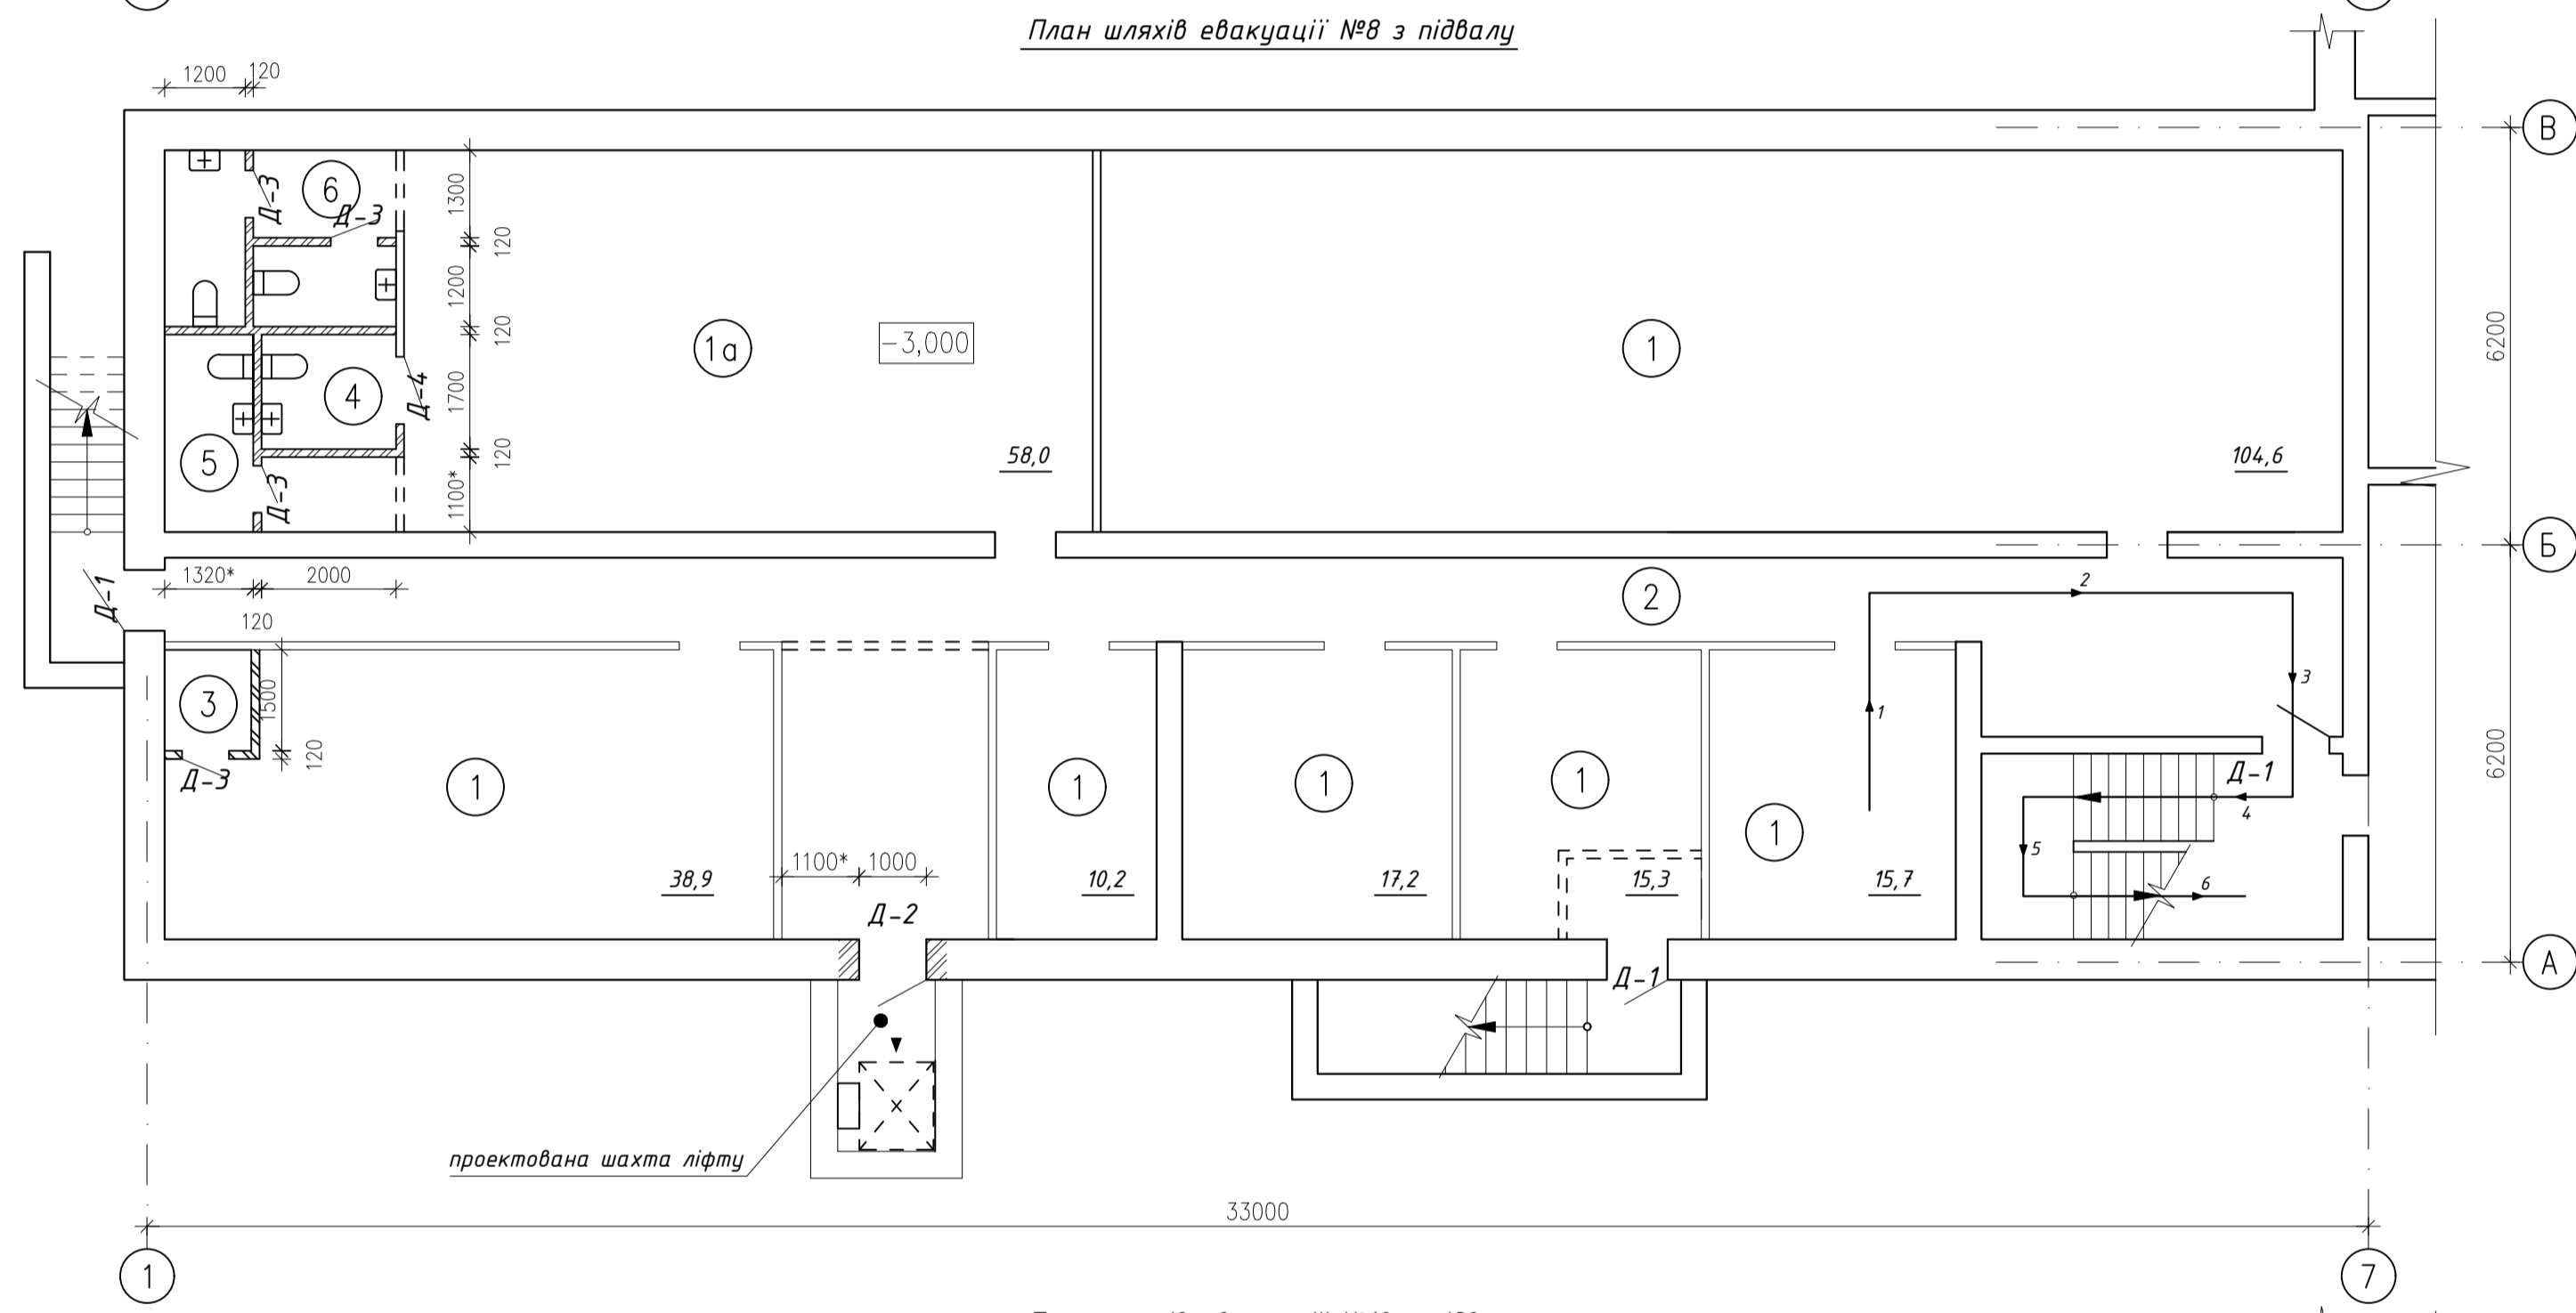 План шляхів евакуації №8 з підвалу
1200 120
В
6
Д-3
Д-3
1300
120
1200
120
1700
120
1100*
1а
-3,000
1
6200
4
Д-4
5
Д-3
58,0
104,6
Б
Д-1
1320* 2000
120
2
2
3
1500
120
Д-3
1
1
1
1
1
1
3
Д-1
4
5
6
6200
1100* 1000
38,9
10,2
17,2
15,3
15,7
Д-2
Д-1
А
проектована шахта ліфту
33000
1
7